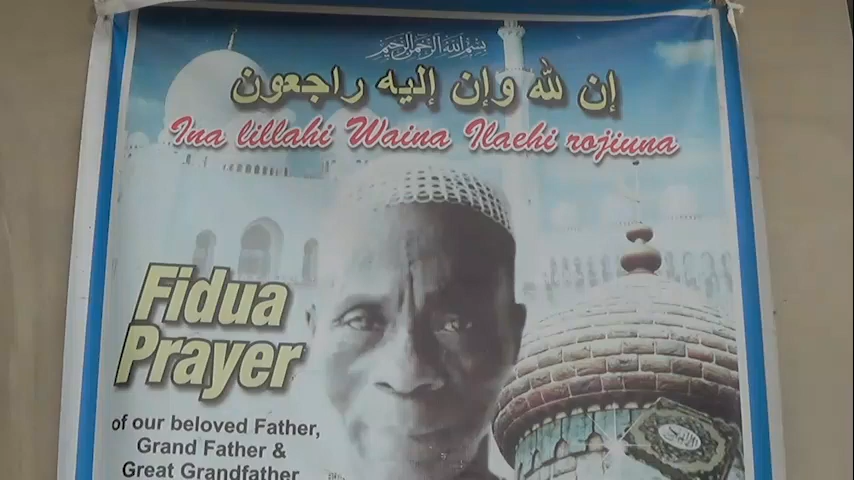 بسم الله الرحمن الرحيم
إن لله وإن إليه راجعون
Ina lillahi Waina Ilaehi rojiuna
Fidua
Prayer
of our beloved Father,
Grand Father &
Great Grandfather